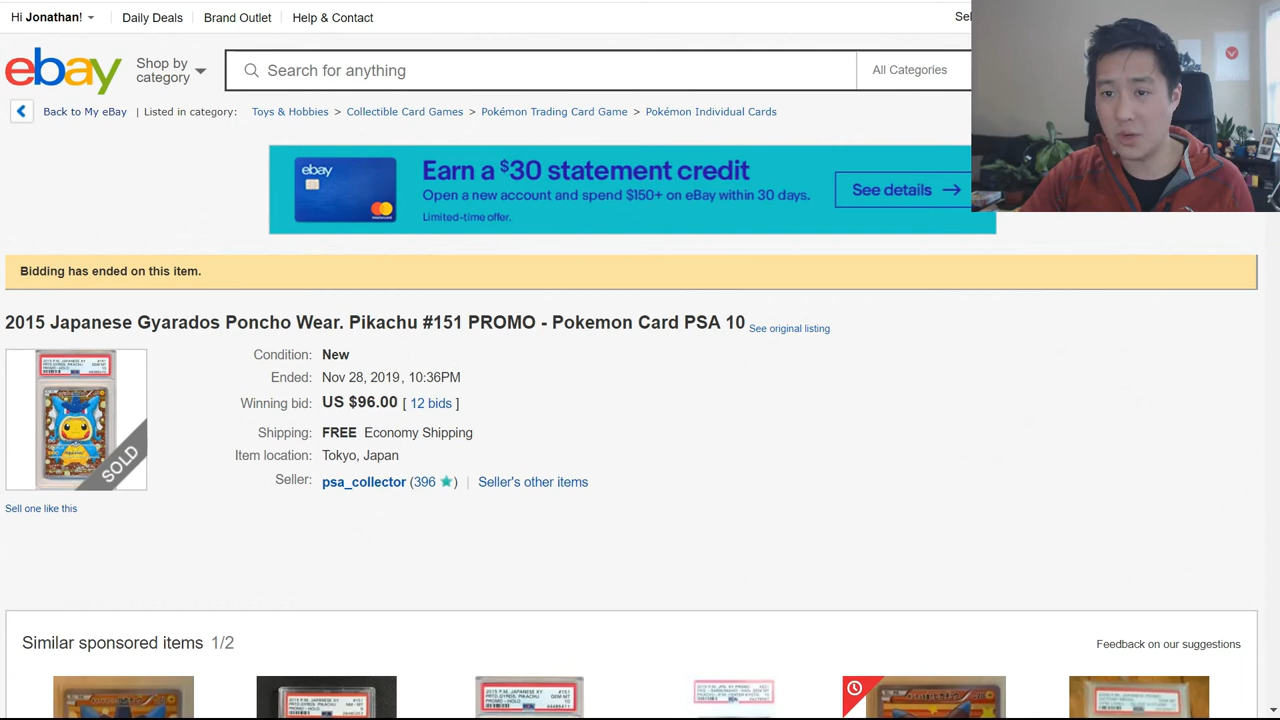 Hi Jonathan!
Daily Deals
Brand Outlet
Help & Contact
Sel
ebay
Shop by
category
Search for anything
All Categories
Back to My eBay | Listed in category: Toys & Hobbies > Collectible Card Games > Pokémon Trading Card Game > Pokémon Individual Cards
ebay
Earn a $30 statement credit
Open a new account and spend $150+ on eBay within 30 days.
Limited-time offer.
See details →
Bidding has ended on this item.
2015 Japanese Gyarados Poncho Wear. Pikachu #151 PROMO - Pokemon Card PSA 10 See original listing
SOLD
Condition: New
Ended: Nov 28, 2019 , 10:36PM
Winning bid: US $96.00 [ 12 bids ]
Shipping: FREE Economy Shipping
Item location: Tokyo, Japan
Seller: psa_collector (396 ★) | Seller's other items
Sell one like this
Similar sponsored items 1/2
Feedback on our suggestions